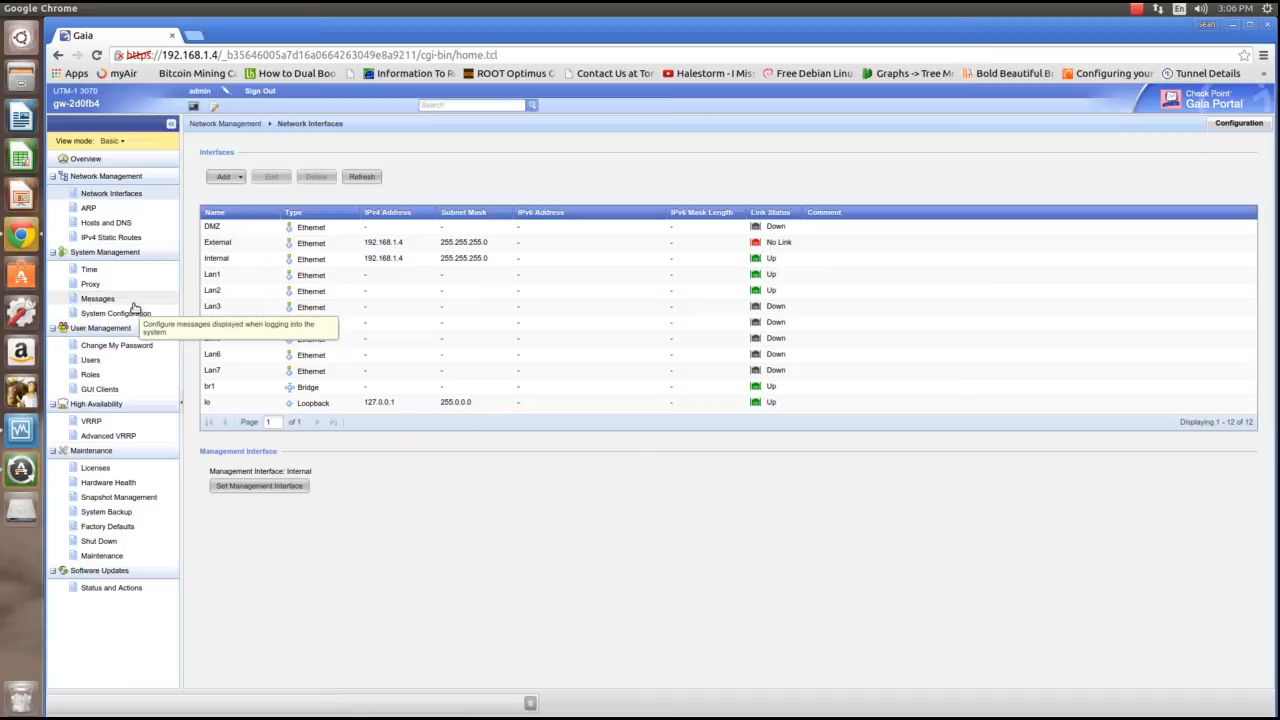 Google Chrome
En
3:06 PM
Gaia
sean
https://192.168.1.4/_b35646005a7d16a0664263049e8a9211/cgi-bin/home.tcl
Apps myAir Bitcoin Mining Ca How to Dual Boo Information To R ROOT Optimus G Contact Us at Tor Halestorm - I Mis Free Debian Linu Graphs -> Tree M Bold Beautiful B Configuring your Tunnel Details »
UTM-1 3070
gw-2d0fb4
admin Sign Out
Search
Check Point
Gaia Portal
View mode: Basic
Overview
Network Management
Network Interfaces
ARP
Hosts and DNS
IPv4 Static Routes
System Management
Time
Proxy
Messages
System Configuration
User Management
Change My Password
Users
Roles
GUI Clients
High Availability
VRRP
Advanced VRRP
Maintenance
Licenses
Hardware Health
Snapshot Management
System Backup
Factory Defaults
Shut Down
Maintenance
Software Updates
Status and Actions
Configure messages displayed when logging into the
system
Network Management Network Interfaces
Configuration
Interfaces
Add Edit Delete Refresh
Name Type IPv4 Address Subnet Mask IPv6 Address IPv6 Mask Length Link Status Comment
DMZ Ethernet - - - - Down
External Ethernet 192.168.1.4 255.255.255.0 - - No Link
Internal Ethernet 192.168.1.4 255.255.255.0 - - Up
Lan1 Ethernet - - - - Up
Lan2 Ethernet - - - - Up
Lan3 Ethernet - - - - Down
- - - - Down
- - - - Down
Lan6 Ethernet - - - - Down
Lan7 Ethernet - - - - Down
br1 Bridge - - - - Up
lo Loopback 127.0.0.1 255.0.0.0 - - Up
Page 1 of 1
Displaying 1 - 12 of 12
Management Interface
Management Interface: Internal
Set Management Interface